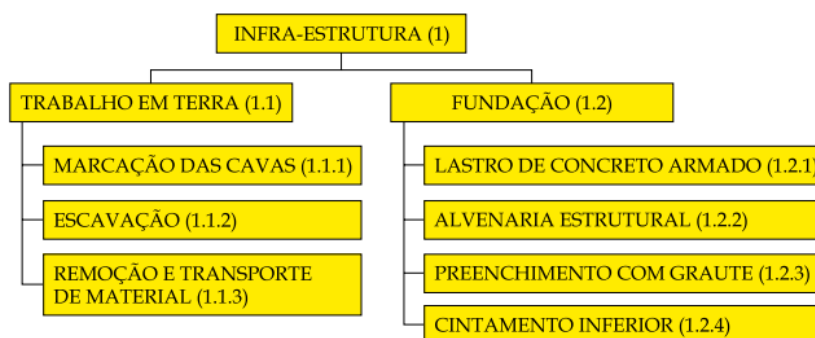 INFRA-ESTRUTURA (1)
TRABALHO EM TERRA (1.1)
MARCAÇÃO DAS CAVAS (1.1.1)
ESCAVAÇÃO (1.1.2)
REMOÇÃO E TRANSPORTE
DE MATERIAL (1.1.3)
FUNDAÇÃO (1.2)
LASTRO DE CONCRETO ARMADO (1.2.1)
ALVENARIA ESTRUTURAL (1.2.2)
PREENCHIMENTO COM GRAUTE (1.2.3)
CINTAMENTO INFERIOR (1.2.4)